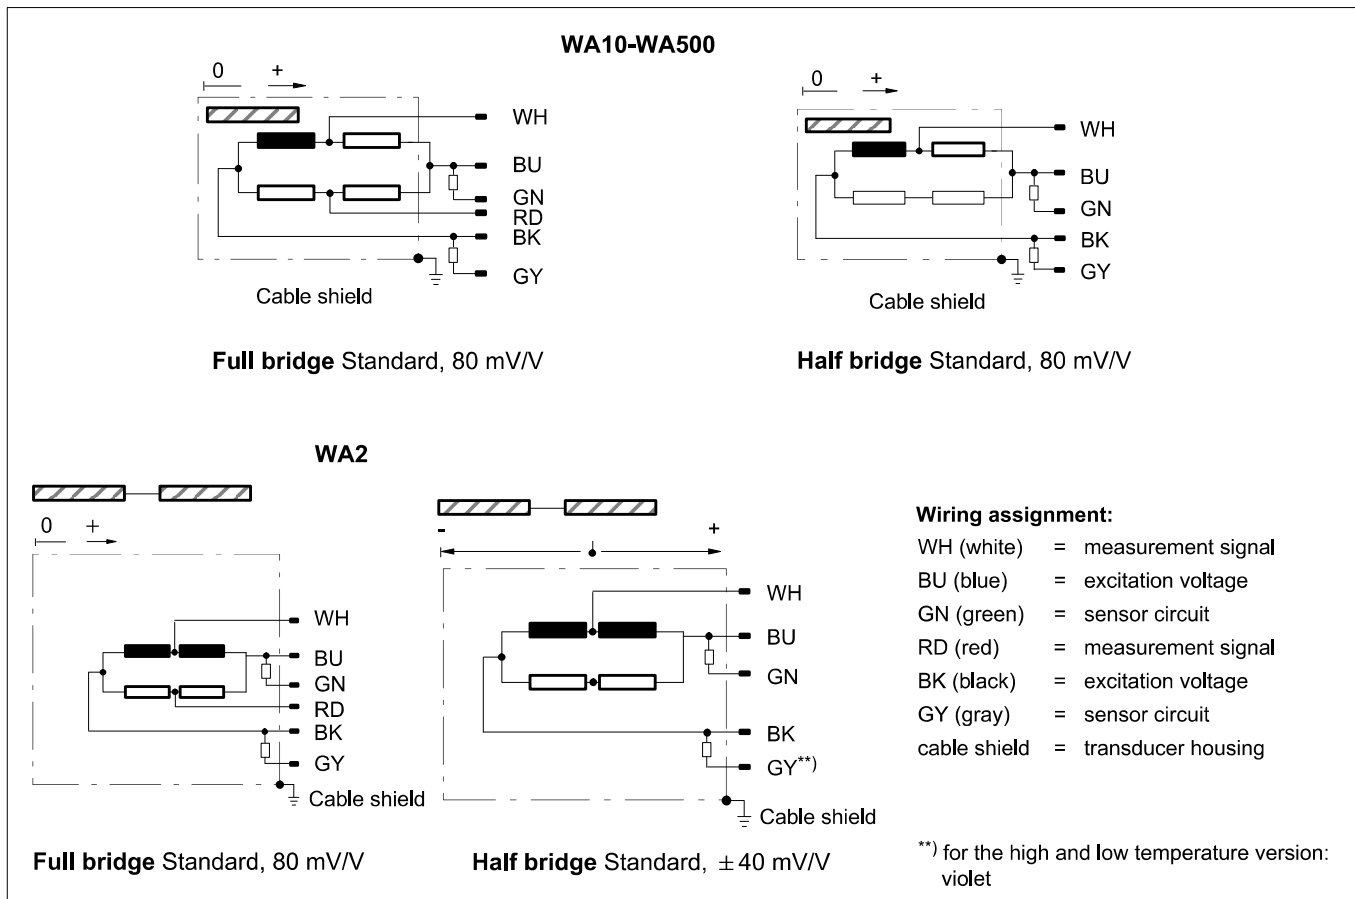 WA10-WA500
0 +
WH
BU
GN
RD
BK
GY
Cable shield
Full bridge Standard, 80 mV/V
0 +
WH
BU
GN
BK
GY
Cable shield
Half bridge Standard, 80 mV/V
WA2
0 +
WH
BU
GN
RD
BK
GY
Cable shield
Full bridge Standard, 80 mV/V
- +
WH
BU
GN
BK
GY**)
Cable shield
Half bridge Standard, ± 40 mV/V
Wiring assignment:
WH (white) = measurement signal
BU (blue) = excitation voltage
GN (green) = sensor circuit
RD (red) = measurement signal
BK (black) = excitation voltage
GY (gray) = sensor circuit
cable shield = transducer housing
**) for the high and low temperature version:
violet